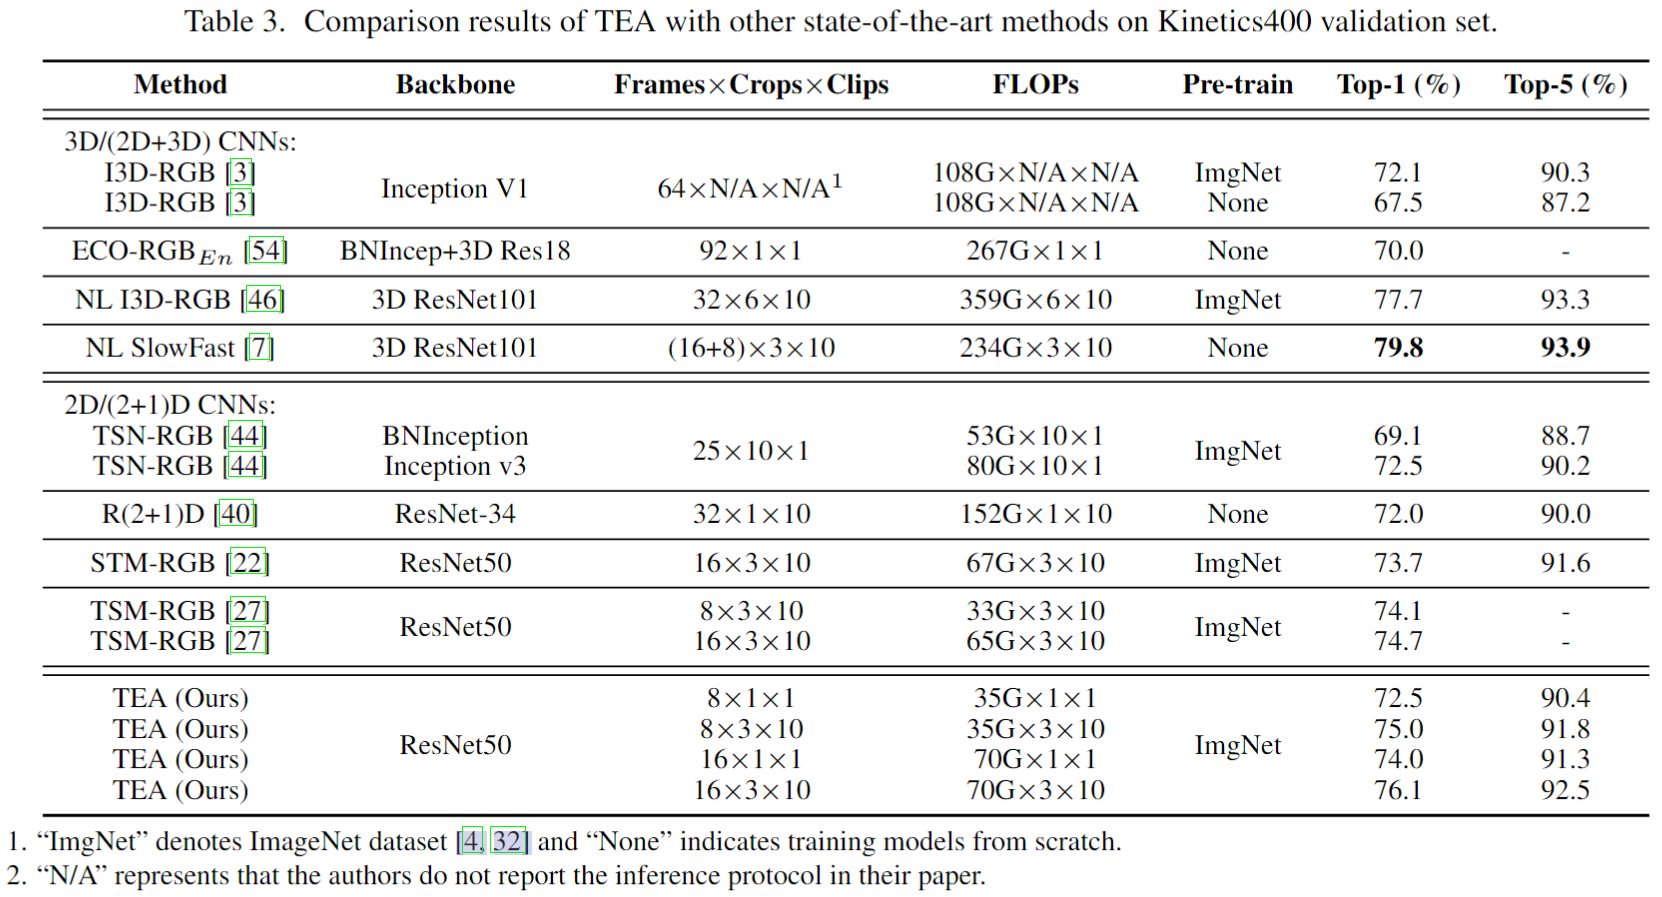 Table 3. Comparison results of TEA with other state-of-the-art methods on Kinetics400 validation set.
Method Backbone Frames×Crops×Clips FLOPs Pre-train Top-1 (%) Top-5 (%)
3D/(2D+3D) CNNs:
I3D-RGB [3] Inception V1 64×N/A×N/A¹ 108G×N/A×N/A ImgNet 72.1 90.3
I3D-RGB [3] 108G×N/A×N/A None 67.5 87.2
ECO-RGB_En [54] BNIncep+3D Res18 92×1×1 267G×1×1 None 70.0 -
NL I3D-RGB [46] 3D ResNet101 32×6×10 359G×6×10 ImgNet 77.7 93.3
NL SlowFast [7] 3D ResNet101 (16+8)×3×10 234G×3×10 None 79.8 93.9
2D/(2+1)D CNNs:
TSN-RGB [44] BNInception 25×10×1 53G×10×1 ImgNet 69.1 88.7
TSN-RGB [44] Inception v3 80G×10×1 72.5 90.2
R(2+1)D [40] ResNet-34 32×1×10 152G×1×10 None 72.0 90.0
STM-RGB [22] ResNet50 16×3×10 67G×3×10 ImgNet 73.7 91.6
TSM-RGB [27] ResNet50 8×3×10 33G×3×10 ImgNet 74.1 -
TSM-RGB [27] 16×3×10 65G×3×10 74.7 -
TEA (Ours) ResNet50 8×1×1 35G×1×1 ImgNet 72.5 90.4
TEA (Ours) 8×3×10 35G×3×10 75.0 91.8
TEA (Ours) 16×1×1 70G×1×1 74.0 91.3
TEA (Ours) 16×3×10 70G×3×10 76.1 92.5
1. “ImgNet” denotes ImageNet dataset [4, 32] and “None” indicates training models from scratch.
2. “N/A” represents that the authors do not report the inference protocol in their paper.